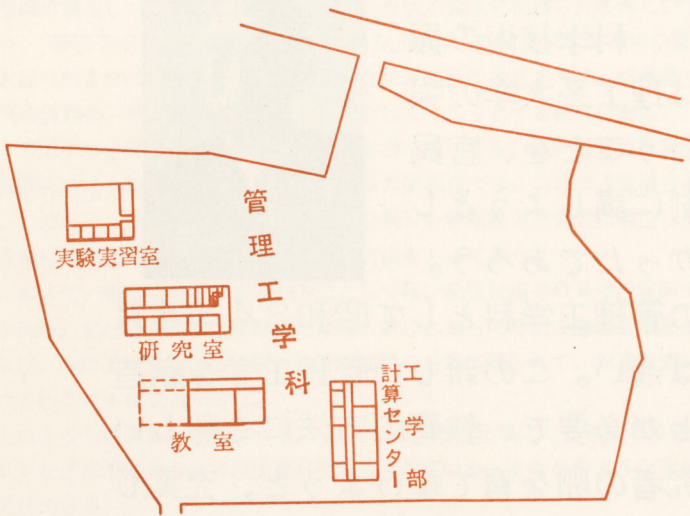 管理工学科
実験実習室
研究室
教室
工学部
計算センター